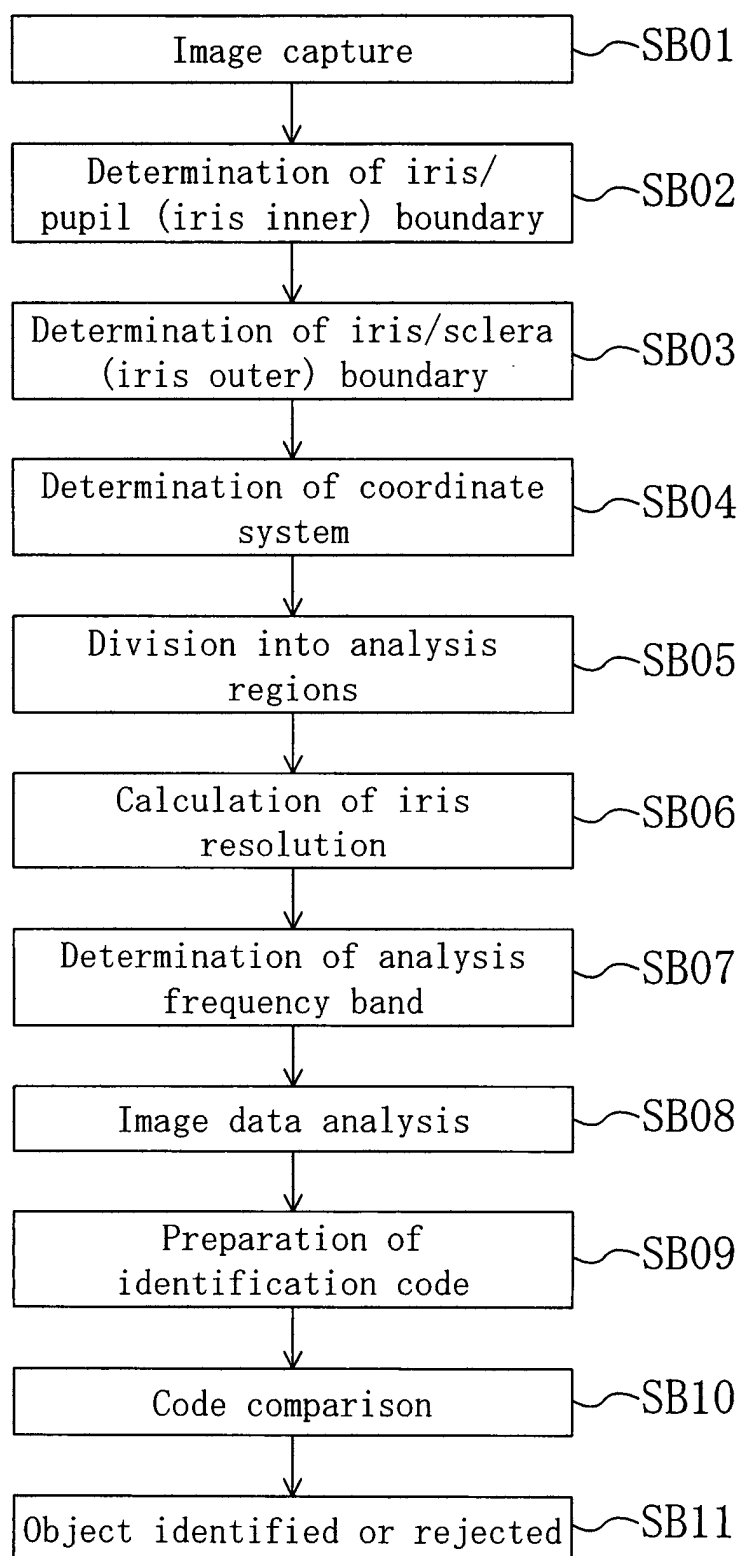 Image capture
SB01
Determination of iris/
pupil (iris inner) boundary
SB02
Determination of iris/sclera
(iris outer) boundary
SB03
Determination of coordinate
system
SB04
Division into analysis
regions
SB05
Calculation of iris
resolution
SB06
Determination of analysis
frequency band
SB07
Image data analysis
SB08
Preparation of
identification code
SB09
Code comparison
SB10
Object identified or rejected
SB11